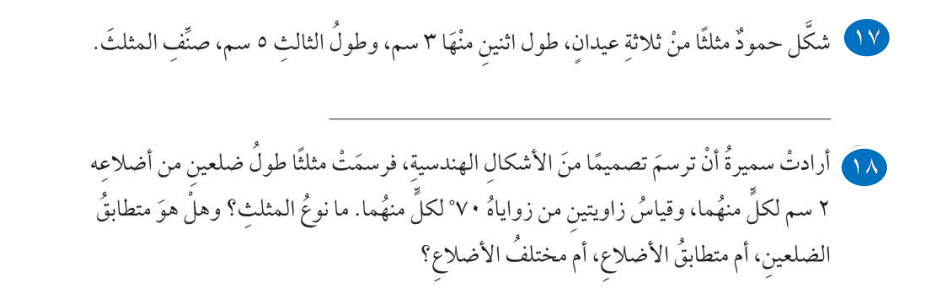 ١٧ شكَّل حمودٌ مثلثًا منْ ثلاثةِ عيدانٍ، طول اثنينِ منْهَا ٣ سم، وطولُ الثالثِ ٥ سم، صنِّفِ المثلثَ.
١٨ أرادتْ سميرةُ أنْ ترسمَ تصميمًا منَ الأشكالِ الهندسيةِ، فرسمَتْ مثلثًا طولُ ضلعينِ من أضلاعِه
٢ سم لكلٍّ منهُما، وقياسُ زاويتينِ من زواياهُ ٧٠° لكلٍّ منهُما. ما نوعُ المثلثِ؟ وهلْ هوَ متطابقُ
الضلعينِ، أم متطابقُ الأضلاعِ، أم مختلفُ الأضلاعِ؟